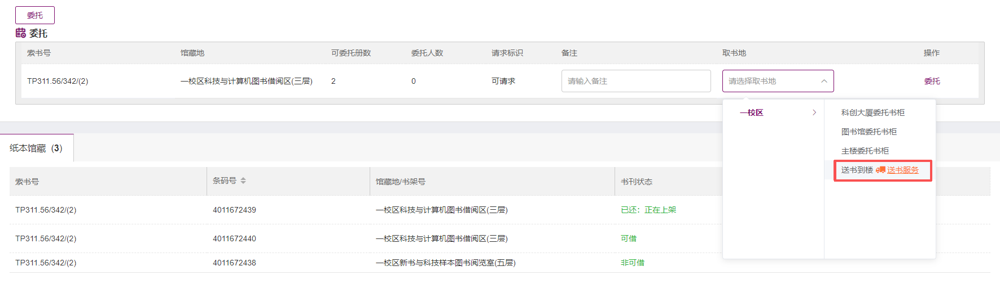 委托
委托
索书号 馆藏地 可委托册数 委托人数 请求标识 备注 取书地 操作
TP311.56/342/(2) 一校区科技与计算机图书借阅区(三层) 2 0 可请求 请输入备注 请选择取书地 委托
一校区 科创大厦委托书柜
图书馆委托书柜
主楼委托书柜
送书到楼 送书服务
纸本馆藏 (3)
索书号 条码号 馆藏地/书架号 书刊状态
TP311.56/342/(2) 4011672439 一校区科技与计算机图书借阅区(三层) 已还：正在上架
TP311.56/342/(2) 4011672440 一校区科技与计算机图书借阅区(三层) 可借
TP311.56/342/(2) 4011672438 一校区新书与科技样本图书阅览室(五层) 非可借